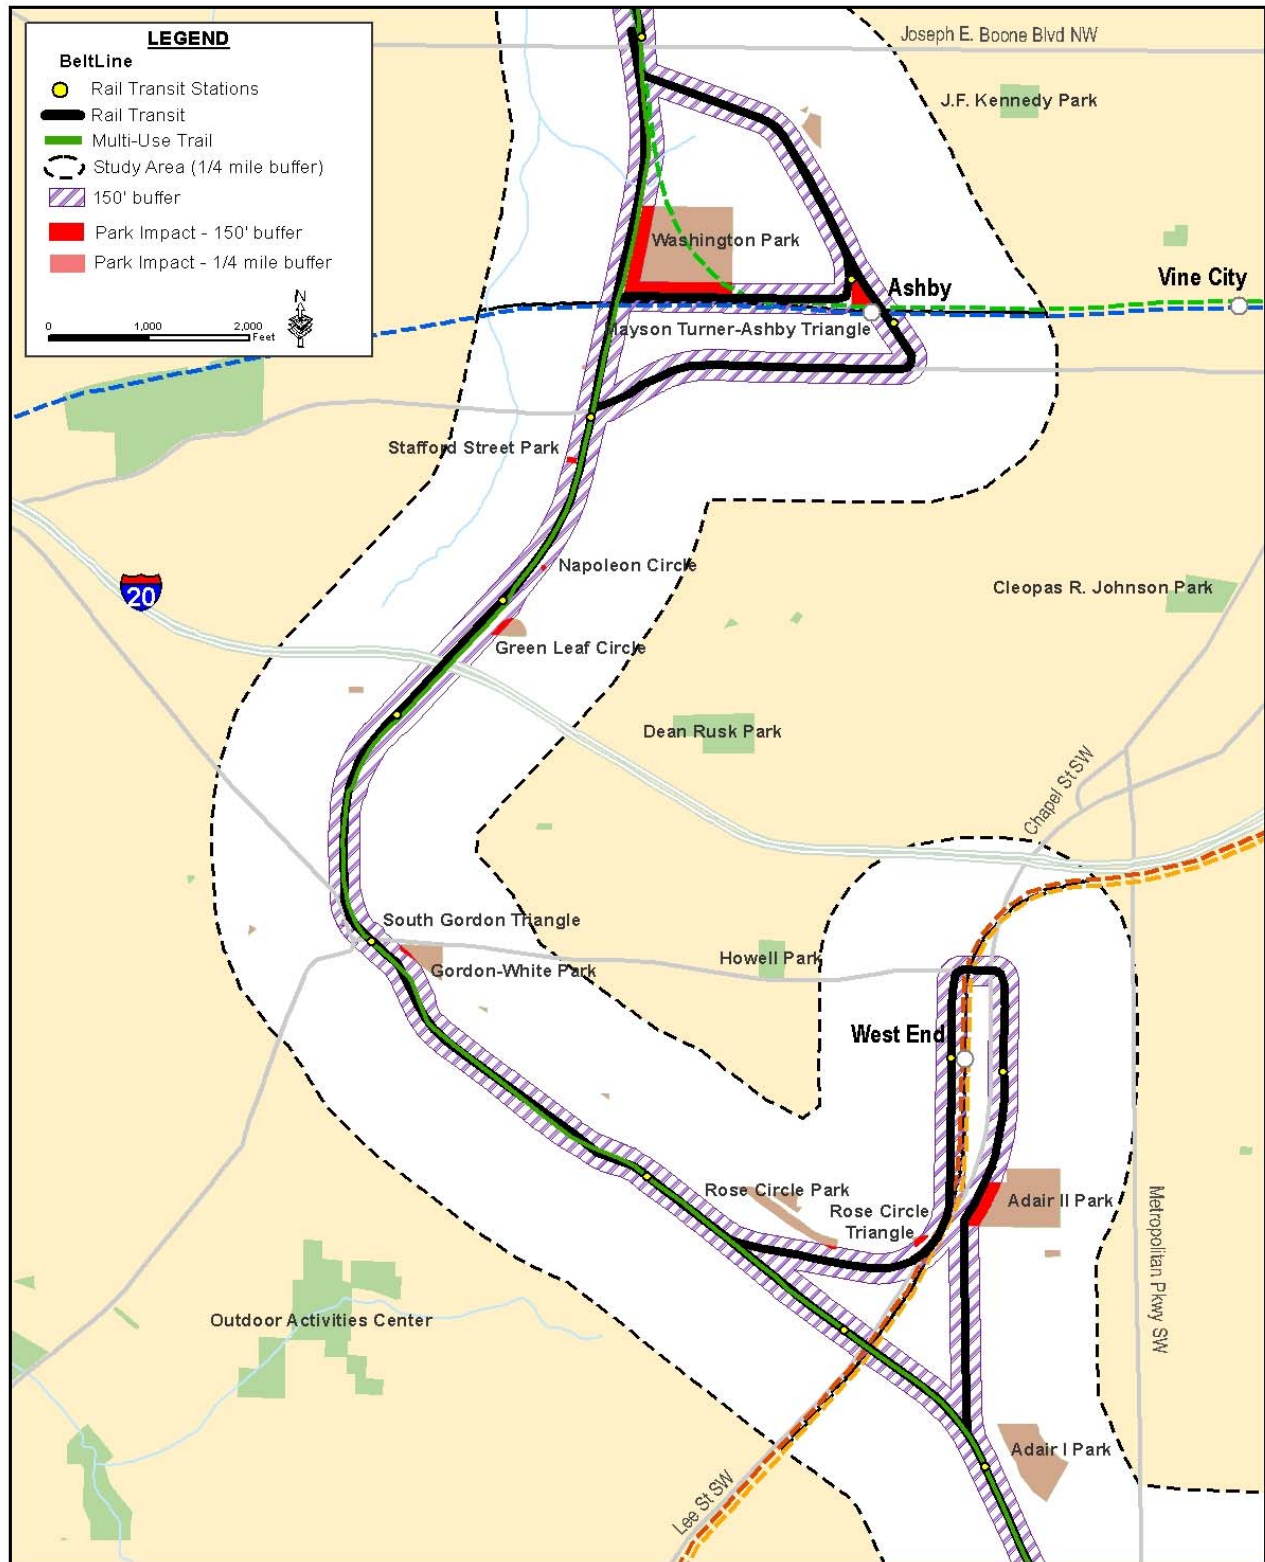 LEGEND
BeltLine
Rail Transit Stations
Rail Transit
Multi-Use Trail
Study Area (1/4 mile buffer)
150' buffer
Park Impact - 150' buffer
Park Impact - 1/4 mile buffer
N
0 1,000 2,000
Feet
Joseph E. Boone Blvd NW
J.F. Kennedy Park
Washington Park
Ashby
Vine City
Mayson Turner-Ashby Triangle
Stafford Street Park
Napoleon Circle
20
Cleopas R. Johnson Park
Green Leaf Circle
Dean Rusk Park
Chapel St SW
South Gordon Triangle
Howell Park
Gordon-White Park
West End
Rose Circle Park
Rose Circle
Triangle
Adair II Park
Metropolitan Pkwy SW
Outdoor Activities Center
Adair I Park
Lee St SW